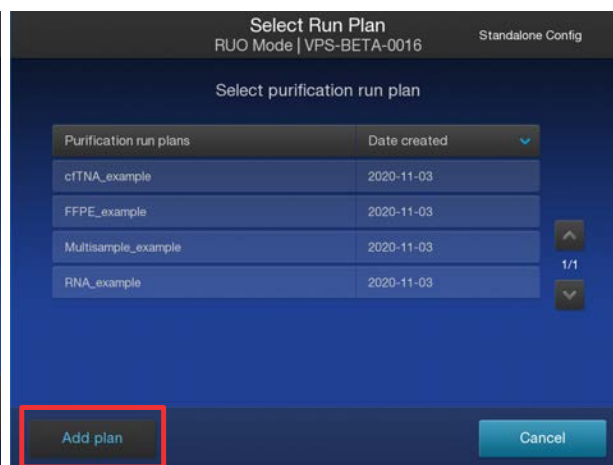 Select Run Plan
RUO Mode | VPS-BETA-0016
Standalone Config
Select purification run plan
Purification run plans Date created
cfTNA_example 2020-11-03
FFPE_example 2020-11-03
Multisample_example 2020-11-03
RNA_example 2020-11-03
1/1
Add plan Cancel